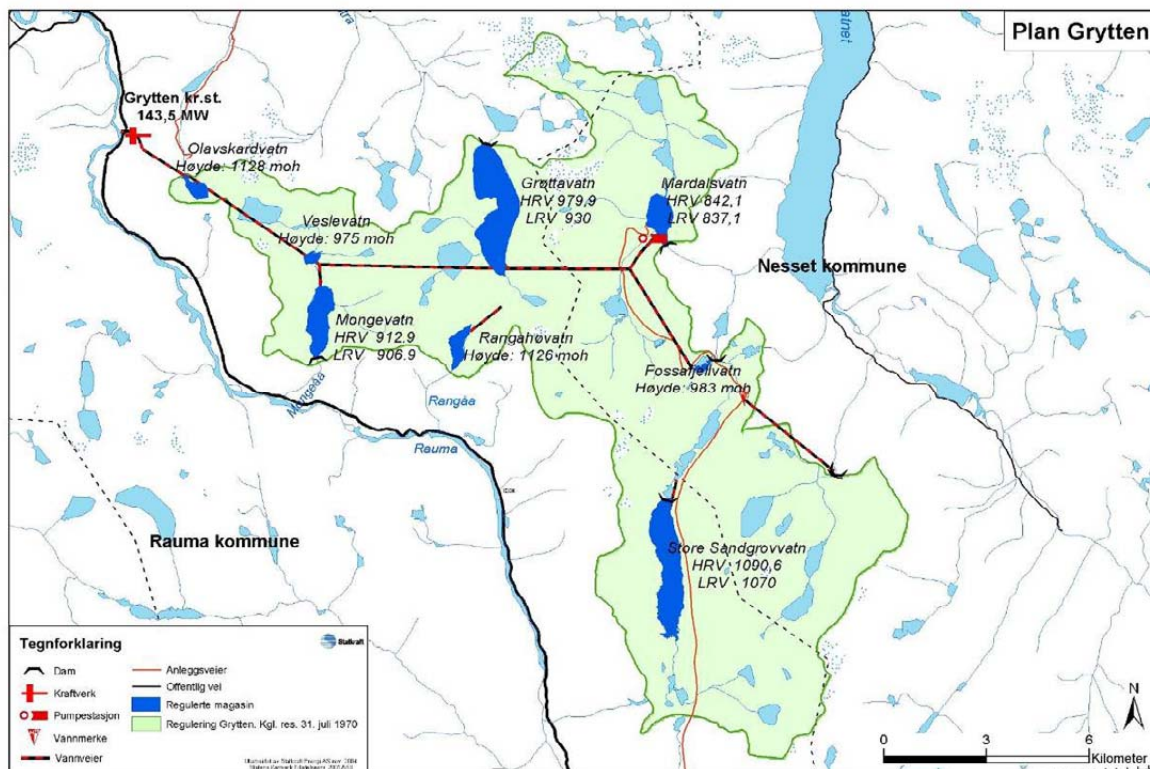 Plan Grytten
atnet
Grytten kr.st.
143,5 MW
Olavskardvatn
Høyde: 1128 moh
Grøttavatn
HRV 979,9
LRV 930
Mardalsvatn
HRV 842,1
LRV 837,1
Veslevatn
Høyde: 975 moh
Nesset kommune
Mongevatn
HRV 912,9
LRV 906,9
Rangahøvatn
Høyde: 1126 moh
Fossafjellvatn
Høyde: 983 moh
Mongeåa
Rangåa
Rauma
Rauma kommune
Store Sandgrovvatn
HRV 1090,6
LRV 1070
Tegnforklaring
Statkraft
Dam
Kraftverk
Pumpestasjon
Vannmerke
Vannveier
Anleggsveier
Offentlig vei
Regulerte magasin
Regulering Grytten. Kgl. res. 31. juli 1970
N
0 3 6
Kilometer